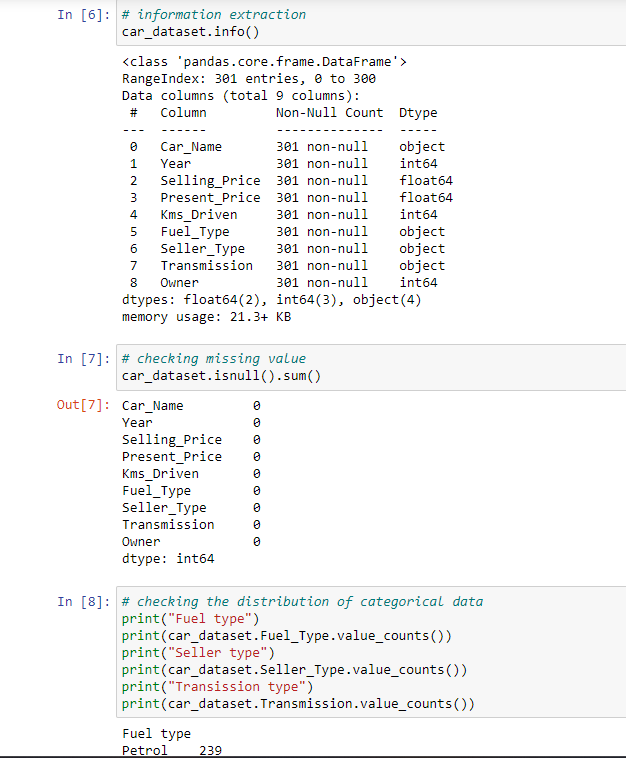 In [6]: # information extraction
car_dataset.info()
<class 'pandas.core.frame.DataFrame'>
RangeIndex: 301 entries, 0 to 300
Data columns (total 9 columns):
 #   Column         Non-Null Count  Dtype
---  ------         --------------  -----
 0   Car_Name       301 non-null    object
 1   Year           301 non-null    int64
 2   Selling_Price  301 non-null    float64
 3   Present_Price  301 non-null    float64
 4   Kms_Driven     301 non-null    int64
 5   Fuel_Type      301 non-null    object
 6   Seller_Type    301 non-null    object
 7   Transmission   301 non-null    object
 8   Owner          301 non-null    int64
dtypes: float64(2), int64(3), object(4)
memory usage: 21.3+ KB
In [7]: # checking missing value
car_dataset.isnull().sum()
Out[7]: Car_Name         0
Year             0
Selling_Price    0
Present_Price    0
Kms_Driven       0
Fuel_Type        0
Seller_Type      0
Transmission     0
Owner            0
dtype: int64
In [8]: # checking the distribution of categorical data
print("Fuel type")
print(car_dataset.Fuel_Type.value_counts())
print("Seller type")
print(car_dataset.Seller_Type.value_counts())
print("Transission type")
print(car_dataset.Transmission.value_counts())
Fuel type
Petrol    239